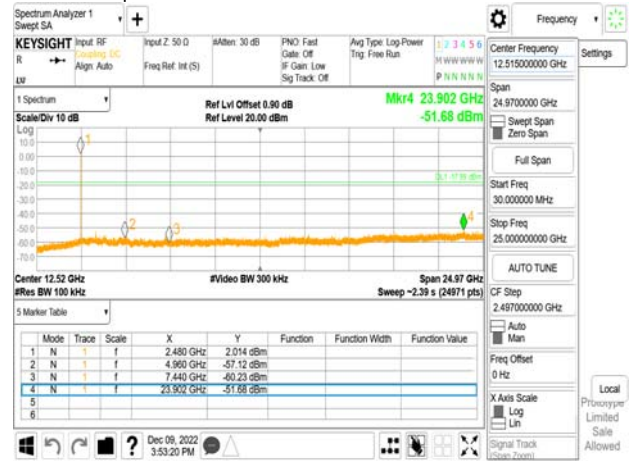 Spectrum Analyzer 1
Swept SA
+
Frequency
KEYSIGHT
R
Input: RF
Coupling: DC
Align: Auto
Input Z: 50 Ω
Freq Ref: Int (S)
#Atten: 30 dB
PNO: Fast
Gate: Off
IF Gain: Low
Sig Track: Off
Avg Type: Log-Power
Trig: Free Run
1 2 3 4 5 6
M W W W W W
P N N N N N
1 Spectrum
Scale/Div 10 dB
Ref Lvl Offset 0.90 dB
Ref Level 20.00 dBm
Mkr4 23.902 GHz
-51.68 dBm
Log
10.0
0.00
-10.0
-20.0
-30.0
-40.0
-50.0
-60.0
-70.0
1
2
3
4
Center 12.52 GHz
#Res BW 100 kHz
#Video BW 300 kHz
Span 24.97 GHz
Sweep ~2.39 s (24971 pts)
5 Marker Table
Mode Trace Scale X Y Function Function Width Function Value
1 N 1 f 2.480 GHz 2.014 dBm
2 N 1 f 4.960 GHz -57.12 dBm
3 N 1 f 7.440 GHz -60.23 dBm
4 N 1 f 23.902 GHz -51.68 dBm
5
6
Dec 09, 2022
3:53:20 PM
?
Center Frequency
12.515000000 GHz
Span
24.9700000 GHz
Swept Span
Zero Span
Full Span
Start Freq
30.000000 MHz
Stop Freq
25.000000000 GHz
AUTO TUNE
CF Step
2.497000000 GHz
Auto
Man
Freq Offset
0 Hz
X Axis Scale
Log
Lin
Signal Track
(Span Zoom)
Settings
Local
Prototype
Limited
Sale
Allowed